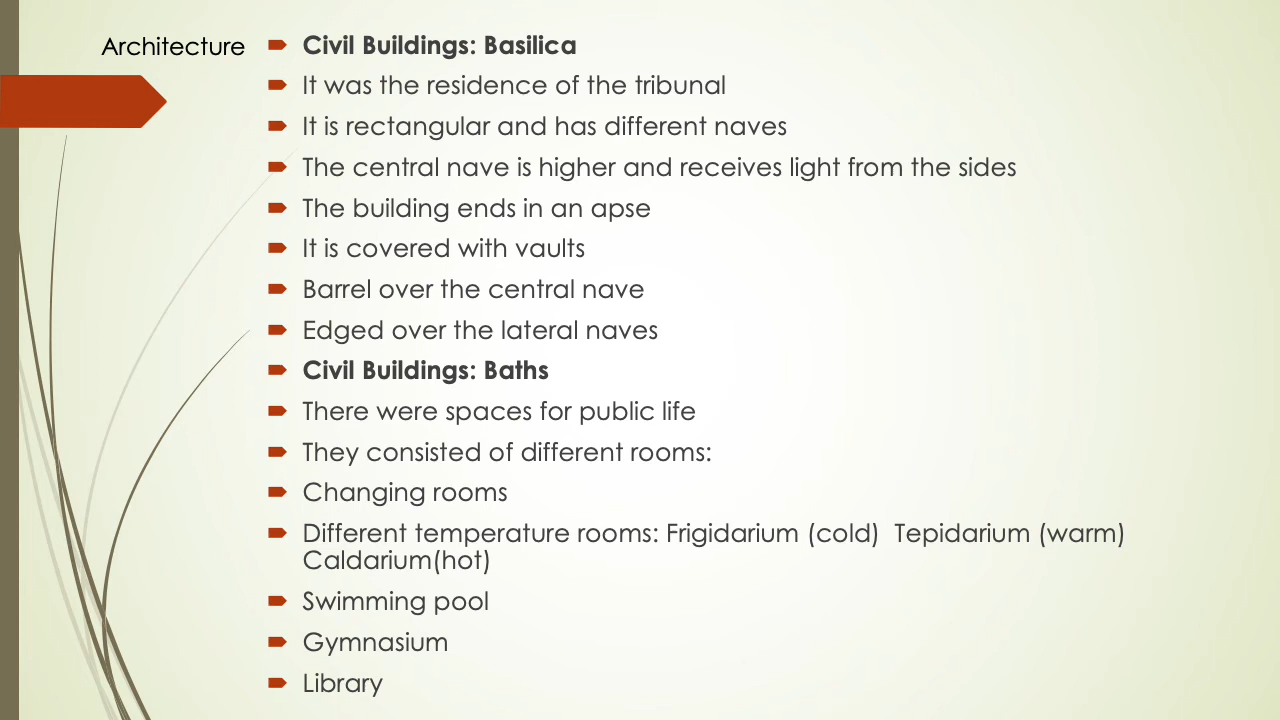 Architecture
Civil Buildings: Basilica
It was the residence of the tribunal
It is rectangular and has different naves
The central nave is higher and receives light from the sides
The building ends in an apse
It is covered with vaults
Barrel over the central nave
Edged over the lateral naves
Civil Buildings: Baths
There were spaces for public life
They consisted of different rooms:
Changing rooms
Different temperature rooms: Frigidarium (cold)  Tepidarium (warm)
Caldarium(hot)
Swimming pool
Gymnasium
Library